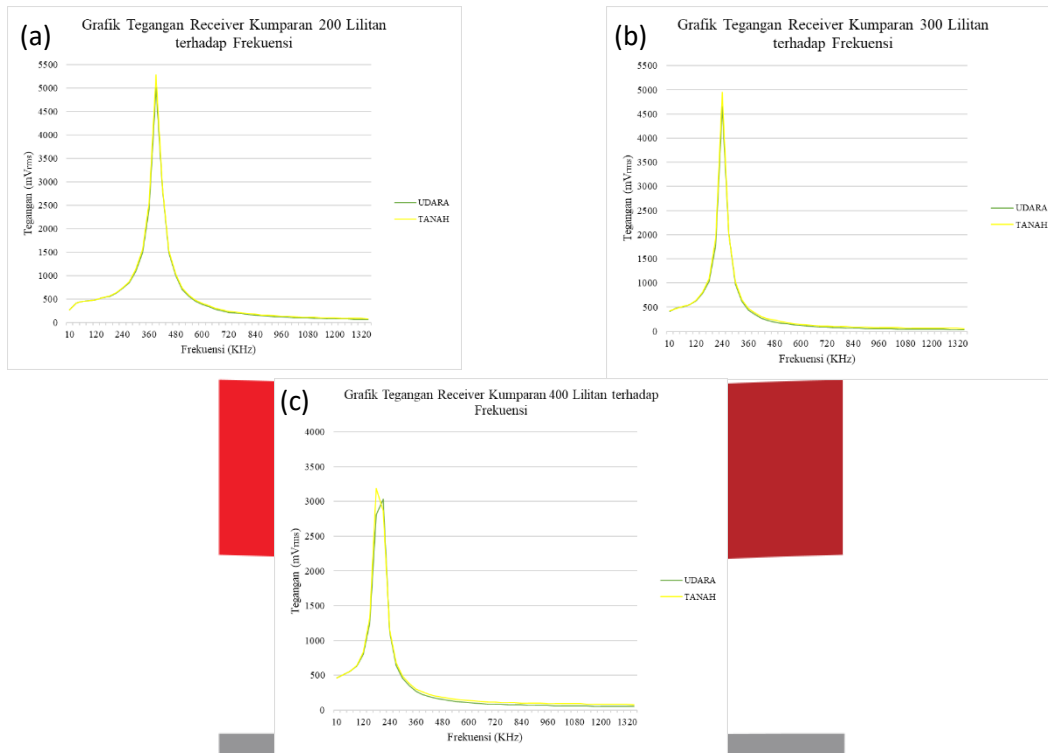 (a)
Grafik Tegangan Receiver Kumparan 200 Lilitan
terhadap Frekuensi
5500
5000
4500
4000
3500
3000
2500
2000
1500
1000
500
0
Tegangan (mVrms)
10 120 240 360 480 600 720 840 960 1080 1200 1320
Frekuensi (KHz)
UDARA
TANAH
(b)
Grafik Tegangan Receiver Kumparan 300 Lilitan
terhadap Frekuensi
5500
5000
4500
4000
3500
3000
2500
2000
1500
1000
500
0
Tegangan (mVrms)
10 120 240 360 480 600 720 840 960 1080 1200 1320
Frekuensi (KHz)
UDARA
TANAH
(c)
Grafik Tegangan Receiver Kumparan 400 Lilitan terhadap
Frekuensi
4000
3500
3000
2500
2000
1500
1000
500
0
Tegangan (mVrms)
10 120 240 360 480 600 720 840 960 1080 1200 1320
Frekuensi (KHz)
UDARA
TANAH